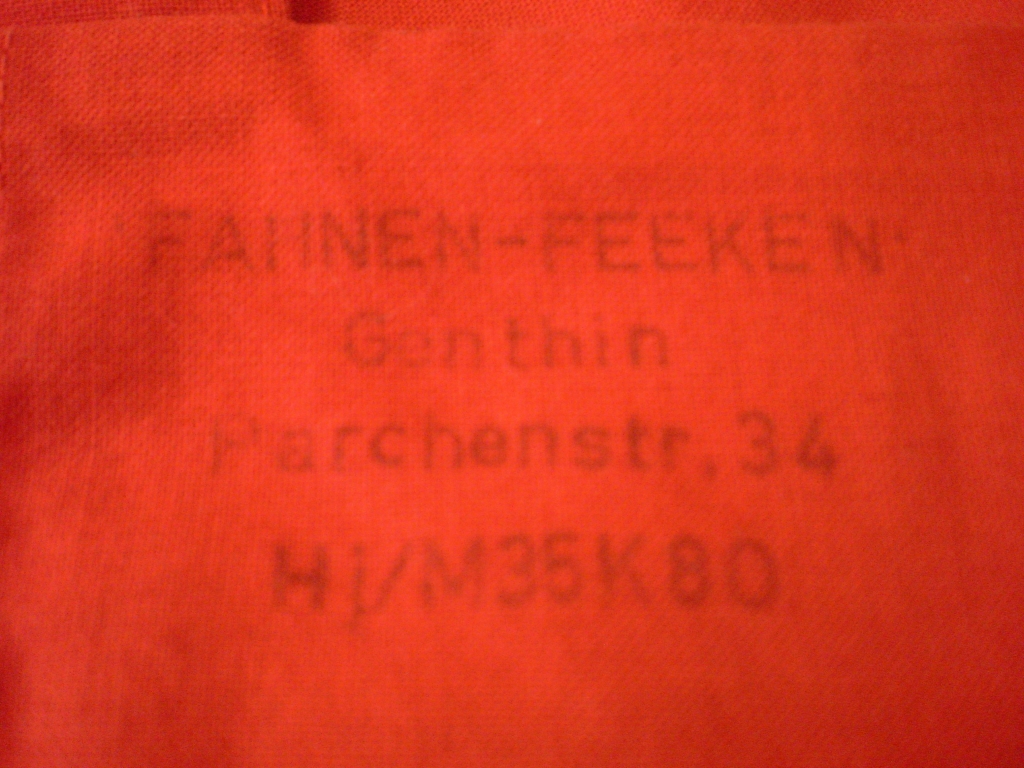 FAHNEN-FEEKEN
Genthin
Parchenstr. 34
Hj/M35K80